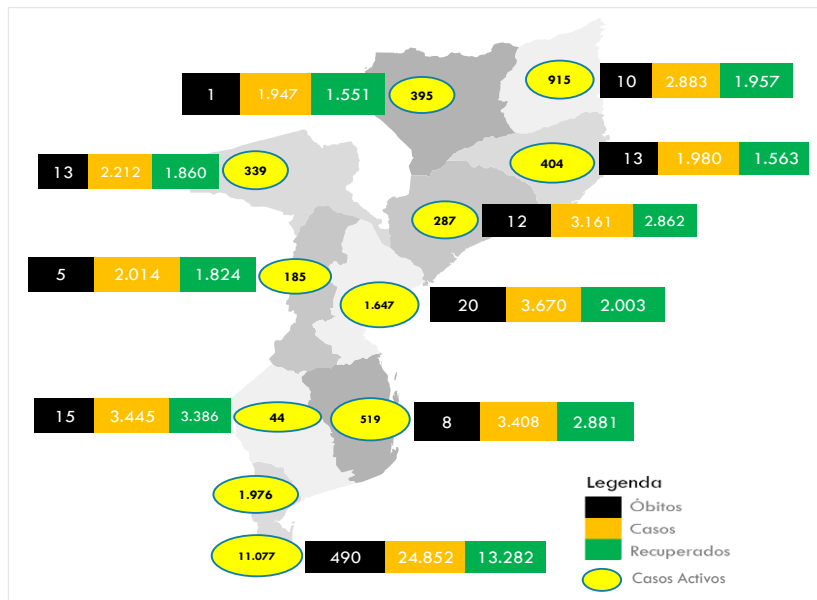 1 1.947 1.551 395
915 10 2.883 1.957
13 2.212 1.860 339
404 13 1.980 1.563
287 12 3.161 2.862
5 2.014 1.824 185
1.647 20 3.670 2.003
15 3.445 3.386 44
519 8 3.408 2.881
1.976
11.077 490 24.852 13.282
Legenda
Óbitos
Casos
Recuperados
Casos Activos